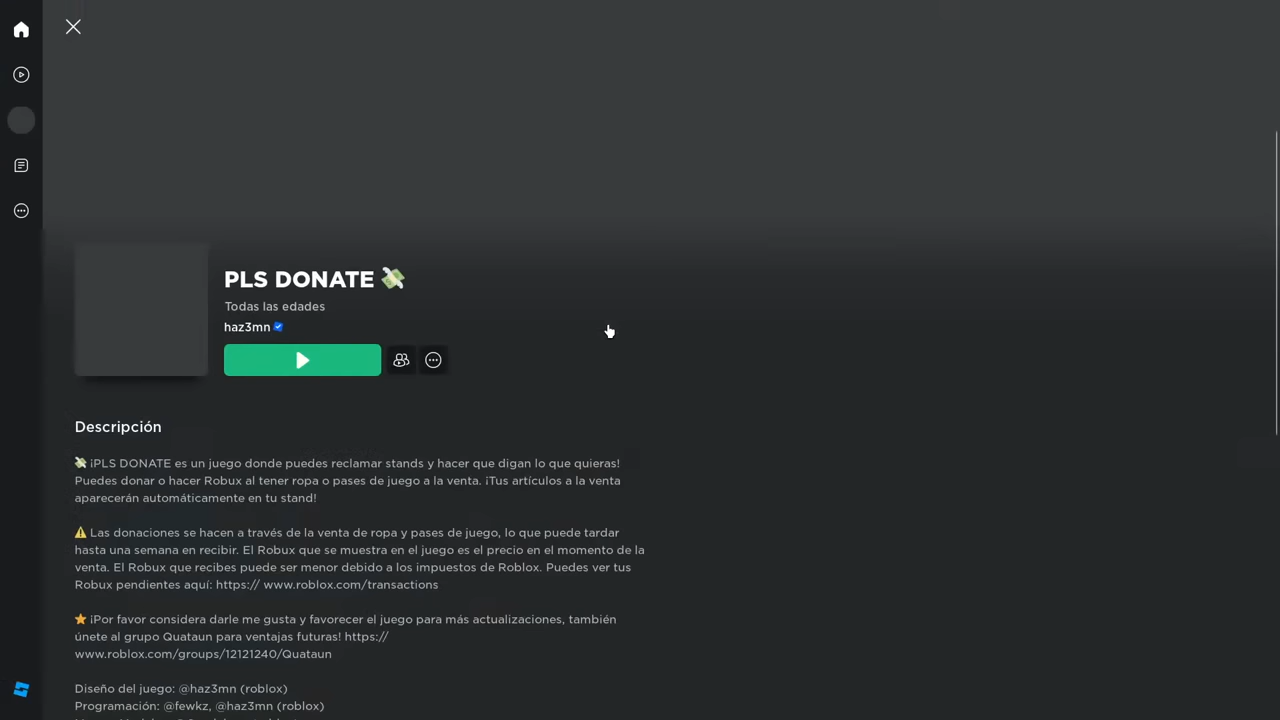 PLS DONATE 💸
Todas las edades
haz3mn
Descripción
💸 ¡PLS DONATE es un juego donde puedes reclamar stands y hacer que digan lo que quieras!
Puedes donar o hacer Robux al tener ropa o pases de juego a la venta. ¡Tus artículos a la venta
aparecerán automáticamente en tu stand!
⚠️ Las donaciones se hacen a través de la venta de ropa y pases de juego, lo que puede tardar
hasta una semana en recibir. El Robux que se muestra en el juego es el precio en el momento de la
venta. El Robux que recibes puede ser menor debido a los impuestos de Roblox. Puedes ver tus
Robux pendientes aquí: https:// www.roblox.com/transactions
⭐ ¡Por favor considera darle me gusta y favorecer el juego para más actualizaciones, también
únete al grupo Quataun para ventajas futuras! https://
www.roblox.com/groups/12121240/Quataun
Diseño del juego: @haz3mn (roblox)
Programación: @fewkz, @haz3mn (roblox)